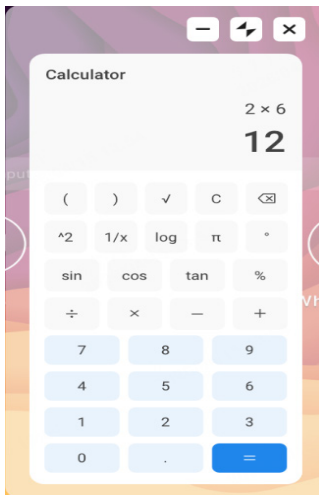 Calculator
2 × 6
12
( ) √ C ⌫
^2 1/x log π °
sin cos tan %
÷ × − +
7 8 9
4 5 6
1 2 3
0 . =